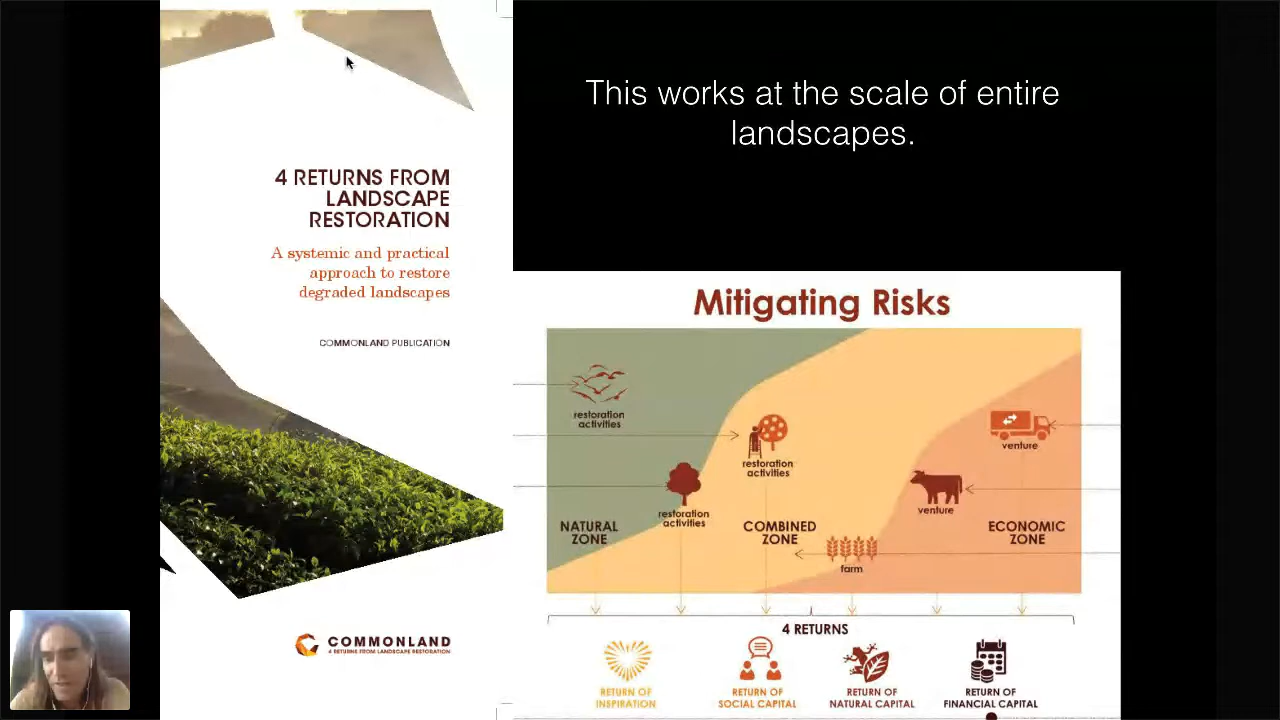 4 RETURNS FROM
LANDSCAPE
RESTORATION
A systemic and practical
approach to restore
degraded landscapes
COMMONLAND PUBLICATION
COMMONLAND
4 RETURNS FROM LANDSCAPE RESTORATION
This works at the scale of entire
landscapes.
Mitigating Risks
restoration
activities
restoration
activities
restoration
activities
venture
venture
farm
NATURAL
ZONE
COMBINED
ZONE
ECONOMIC
ZONE
4 RETURNS
RETURN OF
INSPIRATION
RETURN OF
SOCIAL CAPITAL
RETURN OF
NATURAL CAPITAL
RETURN OF
FINANCIAL CAPITAL